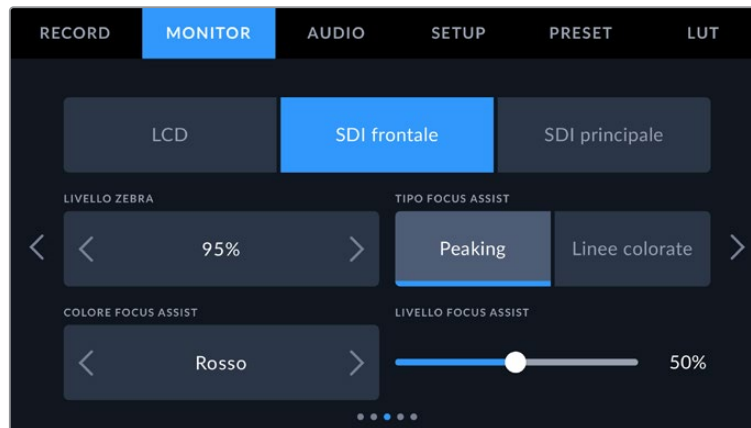 RECORD MONITOR AUDIO SETUP PRESET LUT
LCD SDI frontale SDI principale
LIVELLO ZEBRA TIPO FOCUS ASSIST
95% Peaking Linee colorate
COLORE FOCUS ASSIST LIVELLO FOCUS ASSIST
Rosso 50%